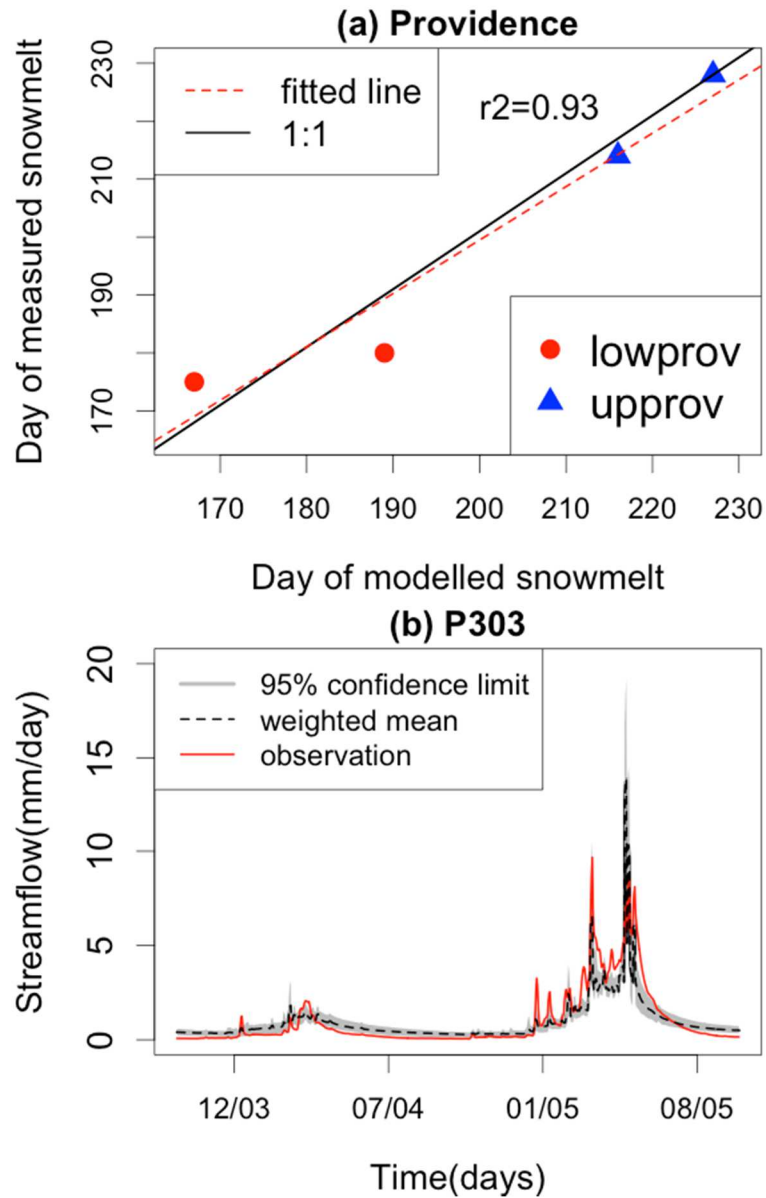 (a) Providence
Day of measured snowmelt
230
210
190
170
fitted line
1:1
r2=0.93
lowprov
upprov
170 180 190 200 210 220 230
Day of modelled snowmelt
(b) P303
Streamflow(mm/day)
20
15
10
5
0
95% confidence limit
weighted mean
observation
12/03 07/04 01/05 08/05
Time(days)